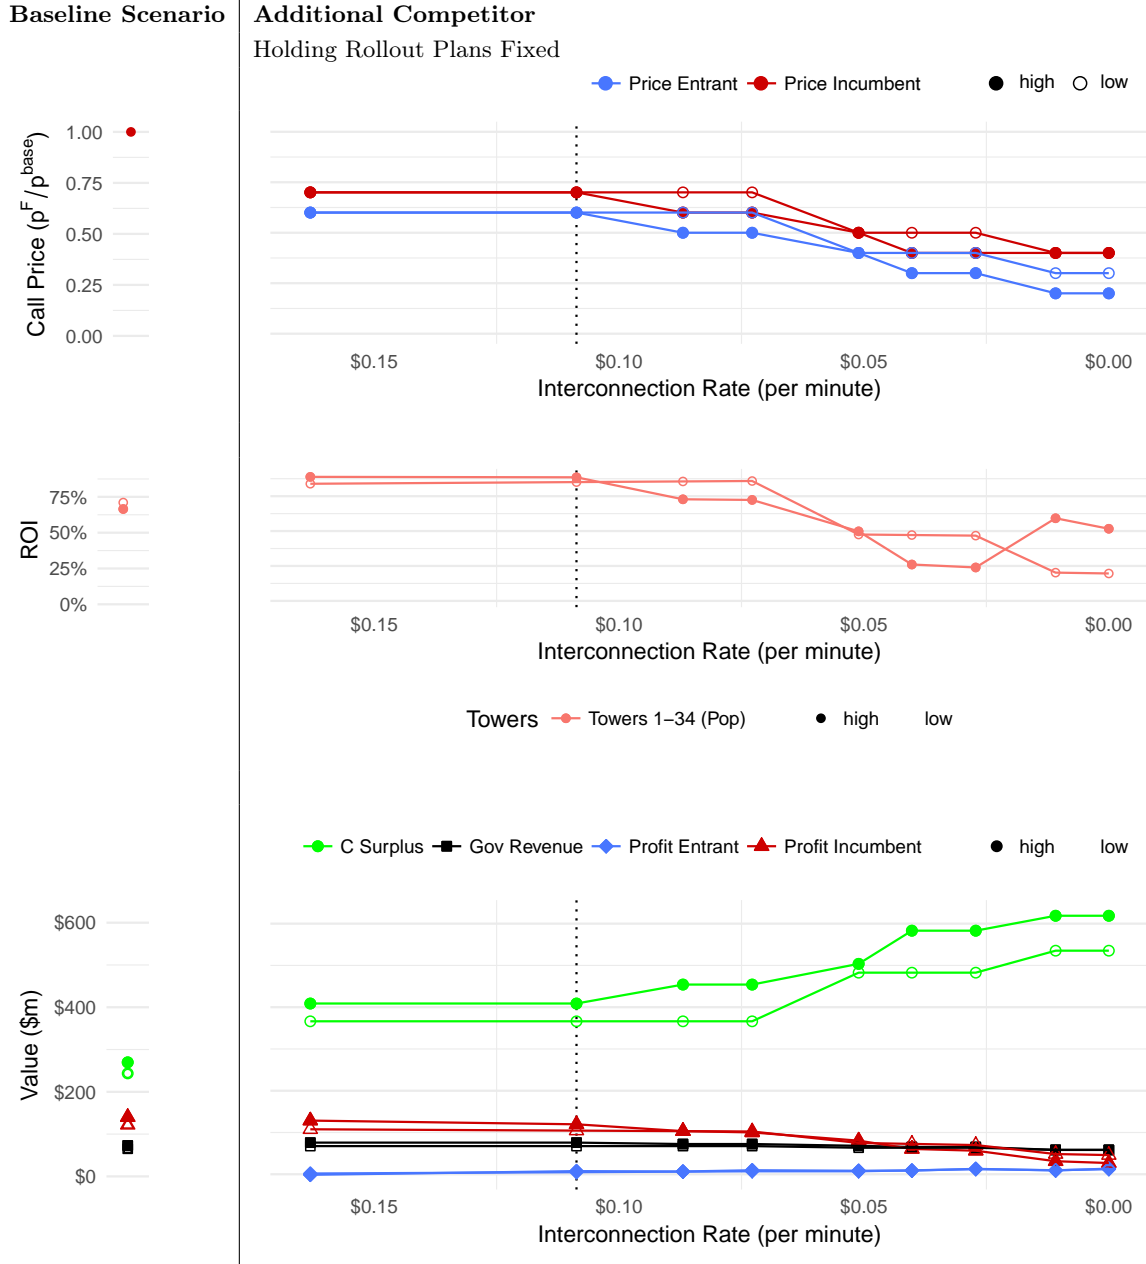 Baseline Scenario
Additional Competitor
Holding Rollout Plans Fixed
Price Entrant Price Incumbent high low
Call Price (p^F/p^base)
1.00
0.75
0.50
0.25
0.00
$0.15 $0.10 $0.05 $0.00
Interconnection Rate (per minute)
ROI
75%
50%
25%
0%
$0.15 $0.10 $0.05 $0.00
Interconnection Rate (per minute)
Towers Towers 1−34 (Pop) high low
C Surplus Gov Revenue Profit Entrant Profit Incumbent high low
Value ($m)
$600
$400
$200
$0
$0.15 $0.10 $0.05 $0.00
Interconnection Rate (per minute)